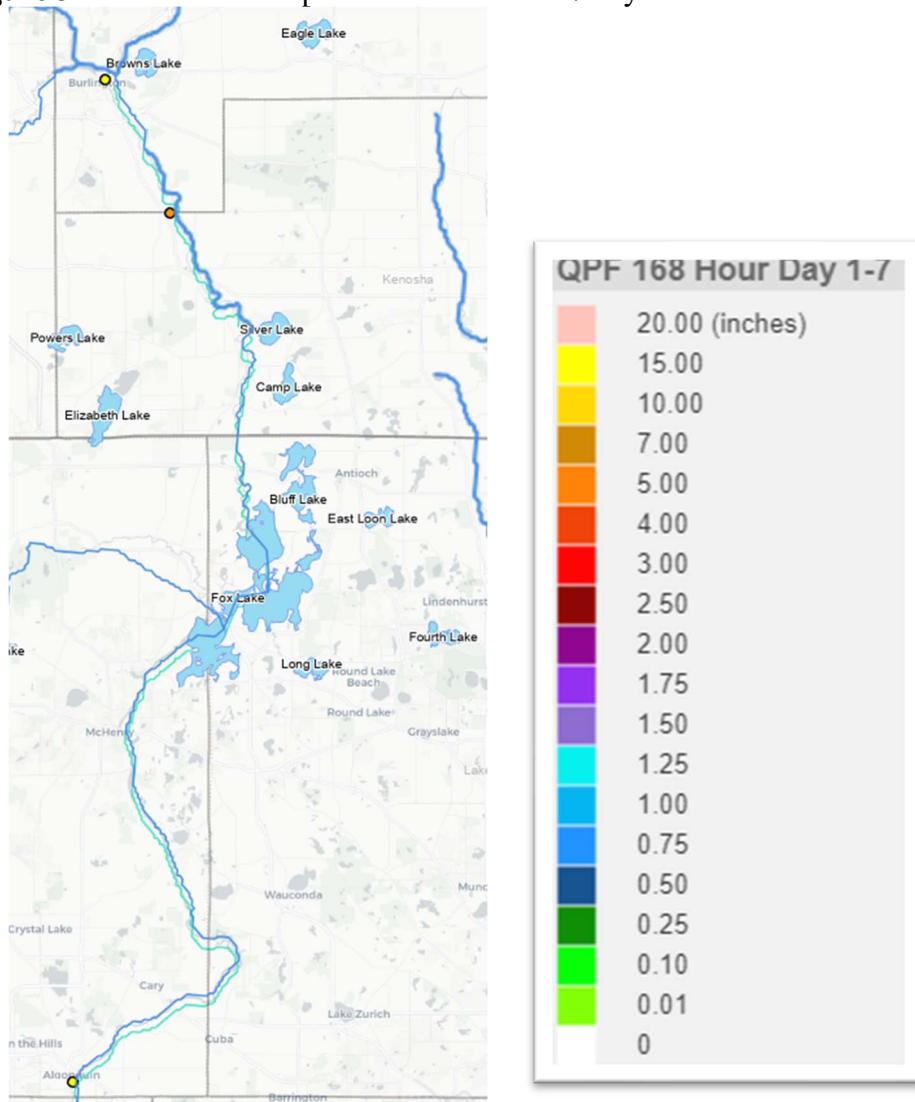 Eagle Lake
Browns Lake
Burlington
Kenosha
Silver Lake
Powers Lake
Camp Lake
Elizabeth Lake
Antioch
Bluff Lake
East Loon Lake
Fox Lake
Lindenhurst
Fourth Lake
ke
Long Lake
Round Lake
Beach
Round Lake
McHenry
Grayslake
Lake
Wauconda
Mund
Crystal Lake
Cary
Lake Zurich
n the Hills
Cuba
Algonquin
Barrington
QPF 168 Hour Day 1-7
20.00 (inches)
15.00
10.00
7.00
5.00
4.00
3.00
2.50
2.00
1.75
1.50
1.25
1.00
0.75
0.50
0.25
0.10
0.01
0